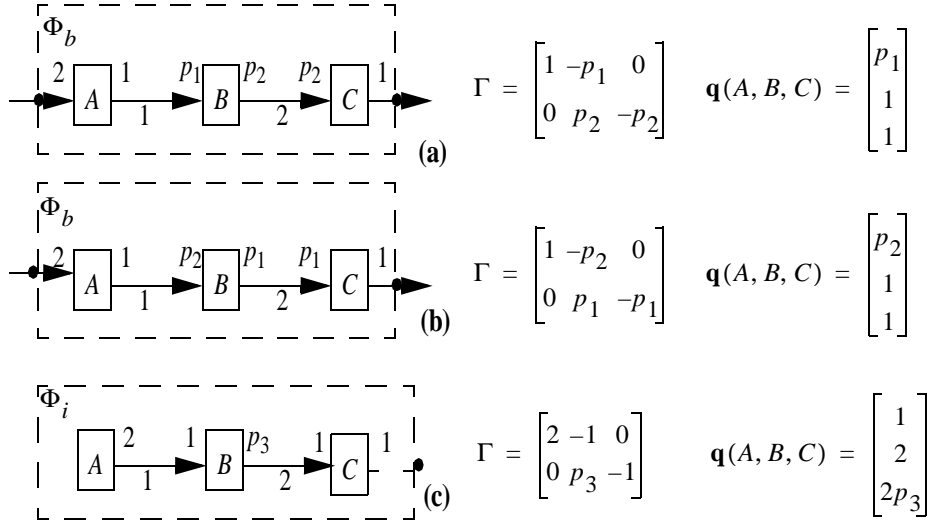 Φb
2 A 1 p1 B p2 p2 C 1
1 2
(a)
Γ = [1 –p1 0
0 p2 –p2]
q(A, B, C) = [p1
1
1]
Φb
2 A 1 p2 B p1 p1 C 1
1 2
(b)
Γ = [1 –p2 0
0 p1 –p1]
q(A, B, C) = [p2
1
1]
Φi
A 2 1 B p3 1 C 1
1 2
(c)
Γ = [2 –1 0
0 p3 –1]
q(A, B, C) = [1
2
2p3]